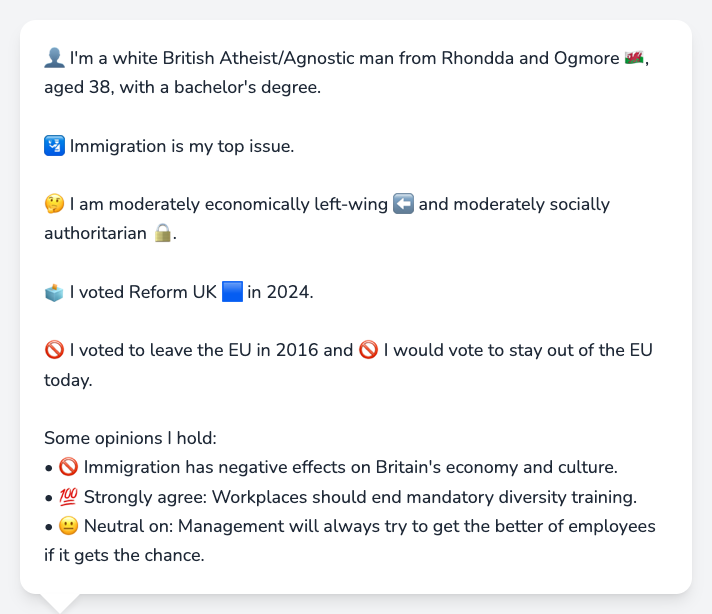 👤 I'm a white British Atheist/Agnostic man from Rhondda and Ogmore 🏴󠁧󠁢󠁷󠁬󠁳󠁿,
aged 38, with a bachelor's degree.
🛂 Immigration is my top issue.
🤔 I am moderately economically left-wing ⬅️ and moderately socially
authoritarian 🔒.
🗳️ I voted Reform UK 🟦 in 2024.
🚫 I voted to leave the EU in 2016 and 🚫 I would vote to stay out of the EU
today.
Some opinions I hold:
• 🚫 Immigration has negative effects on Britain's economy and culture.
• 💯 Strongly agree: Workplaces should end mandatory diversity training.
• 😐 Neutral on: Management will always try to get the better of employees
if it gets the chance.